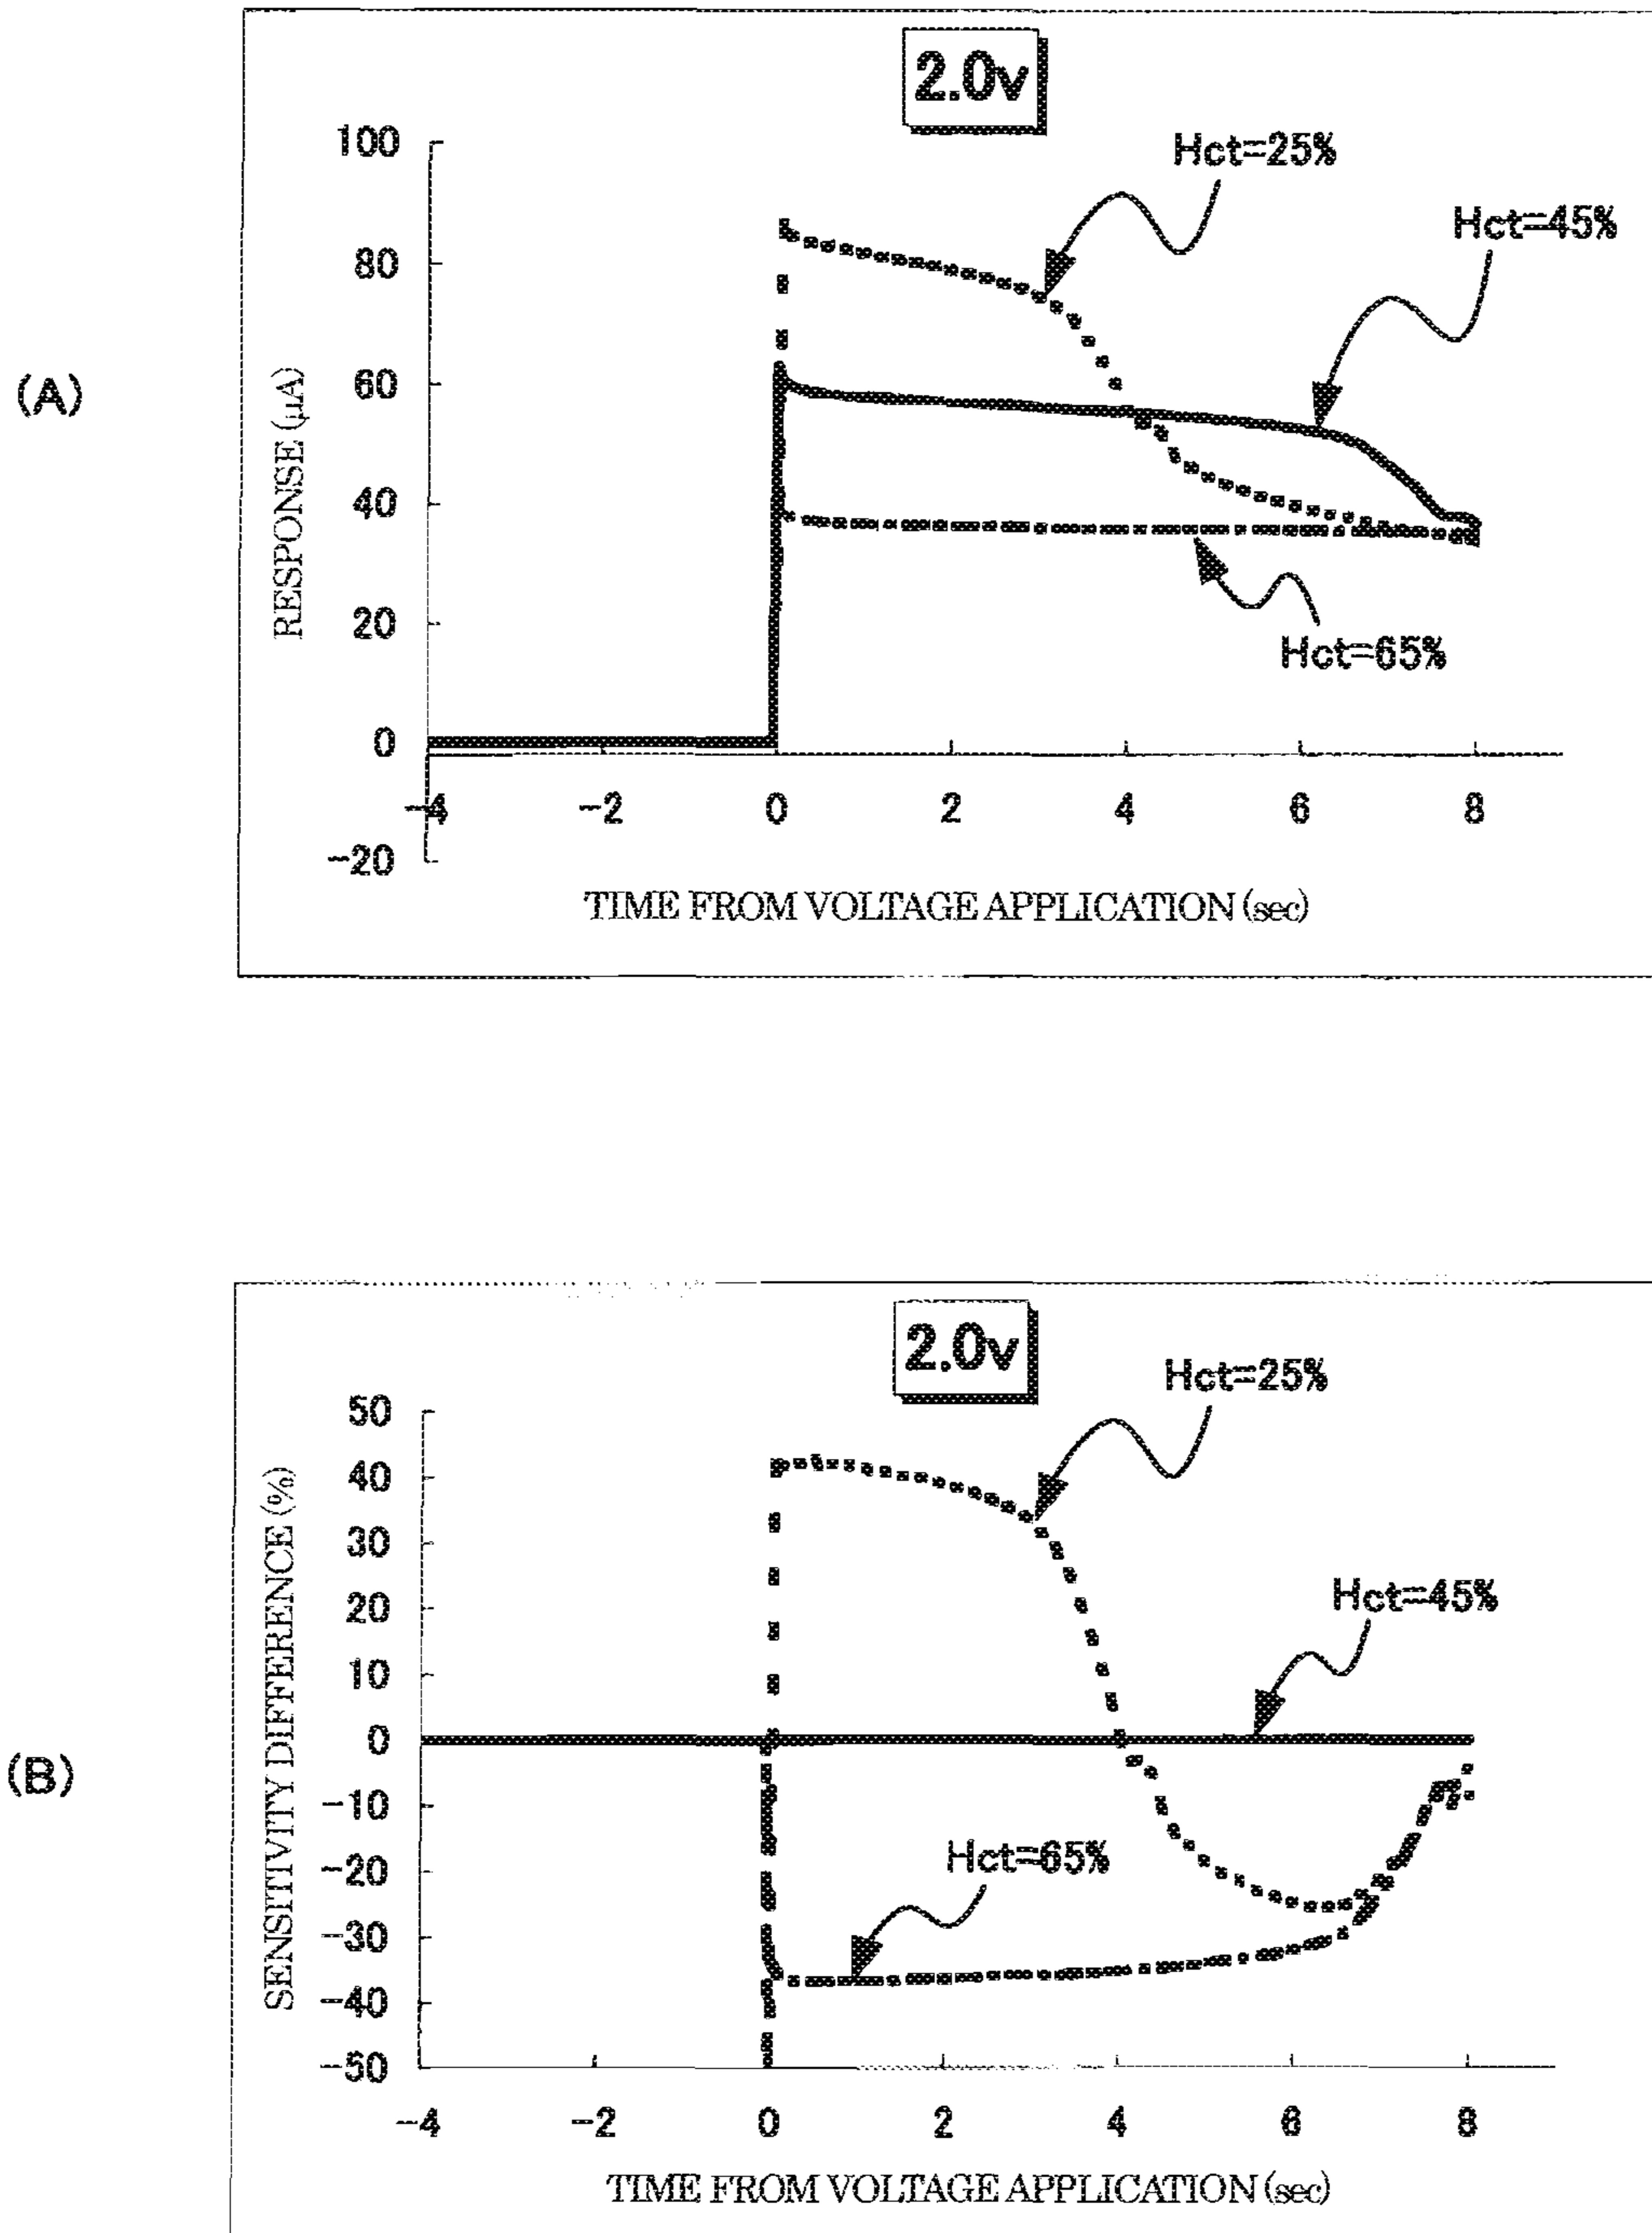 (A)
2.0v
Hct=25%
Hct=45%
Hct=65%
RESPONSE (μA)
100
80
60
40
20
0
-20
-4
-2
0
2
4
6
8
TIME FROM VOLTAGE APPLICATION (sec)
(B)
2.0v
Hct=25%
Hct=45%
Hct=65%
SENSITIVITY DIFFERENCE (%)
50
40
30
20
10
0
-10
-20
-30
-40
-50
-4
-2
0
2
4
6
8
TIME FROM VOLTAGE APPLICATION (sec)